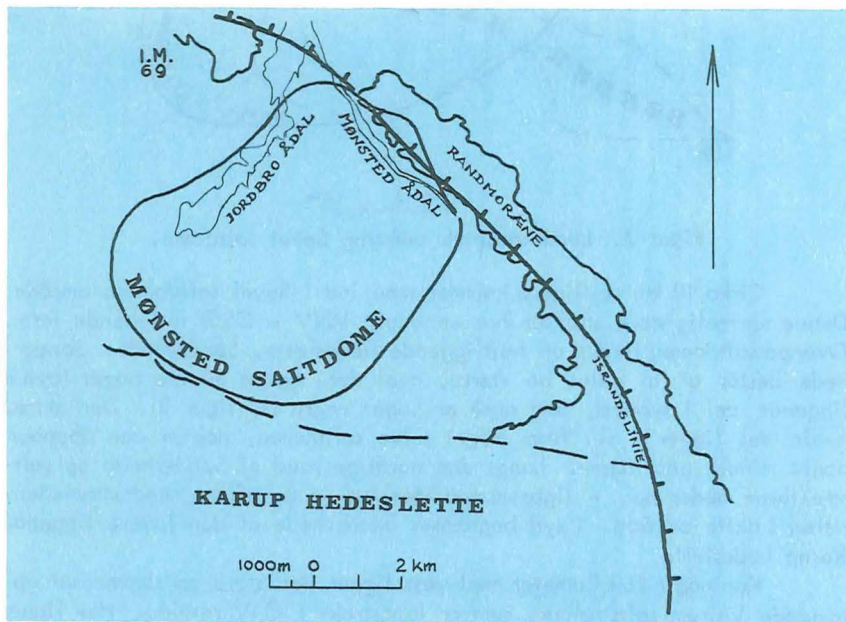 I.M.
69
JORDBRO ÅDAL
MØNSTED ÅDAL
RANDMORÆNE
MØNSTED SALTDOME
ISRANDSLINIE
KARUP HEDESLETTE
1000m 0 2 km